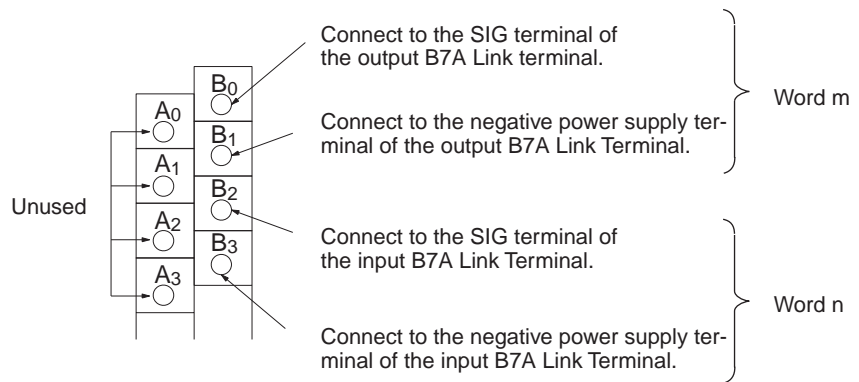 Connect to the SIG terminal of
the output B7A Link terminal.
Word m
B0
A0
B1
Connect to the negative power supply ter-
minal of the output B7A Link Terminal.
A1
B2
Unused
A2
B3
Connect to the SIG terminal of
the input B7A Link Terminal.
A3
Word n
Connect to the negative power supply ter-
minal of the input B7A Link Terminal.